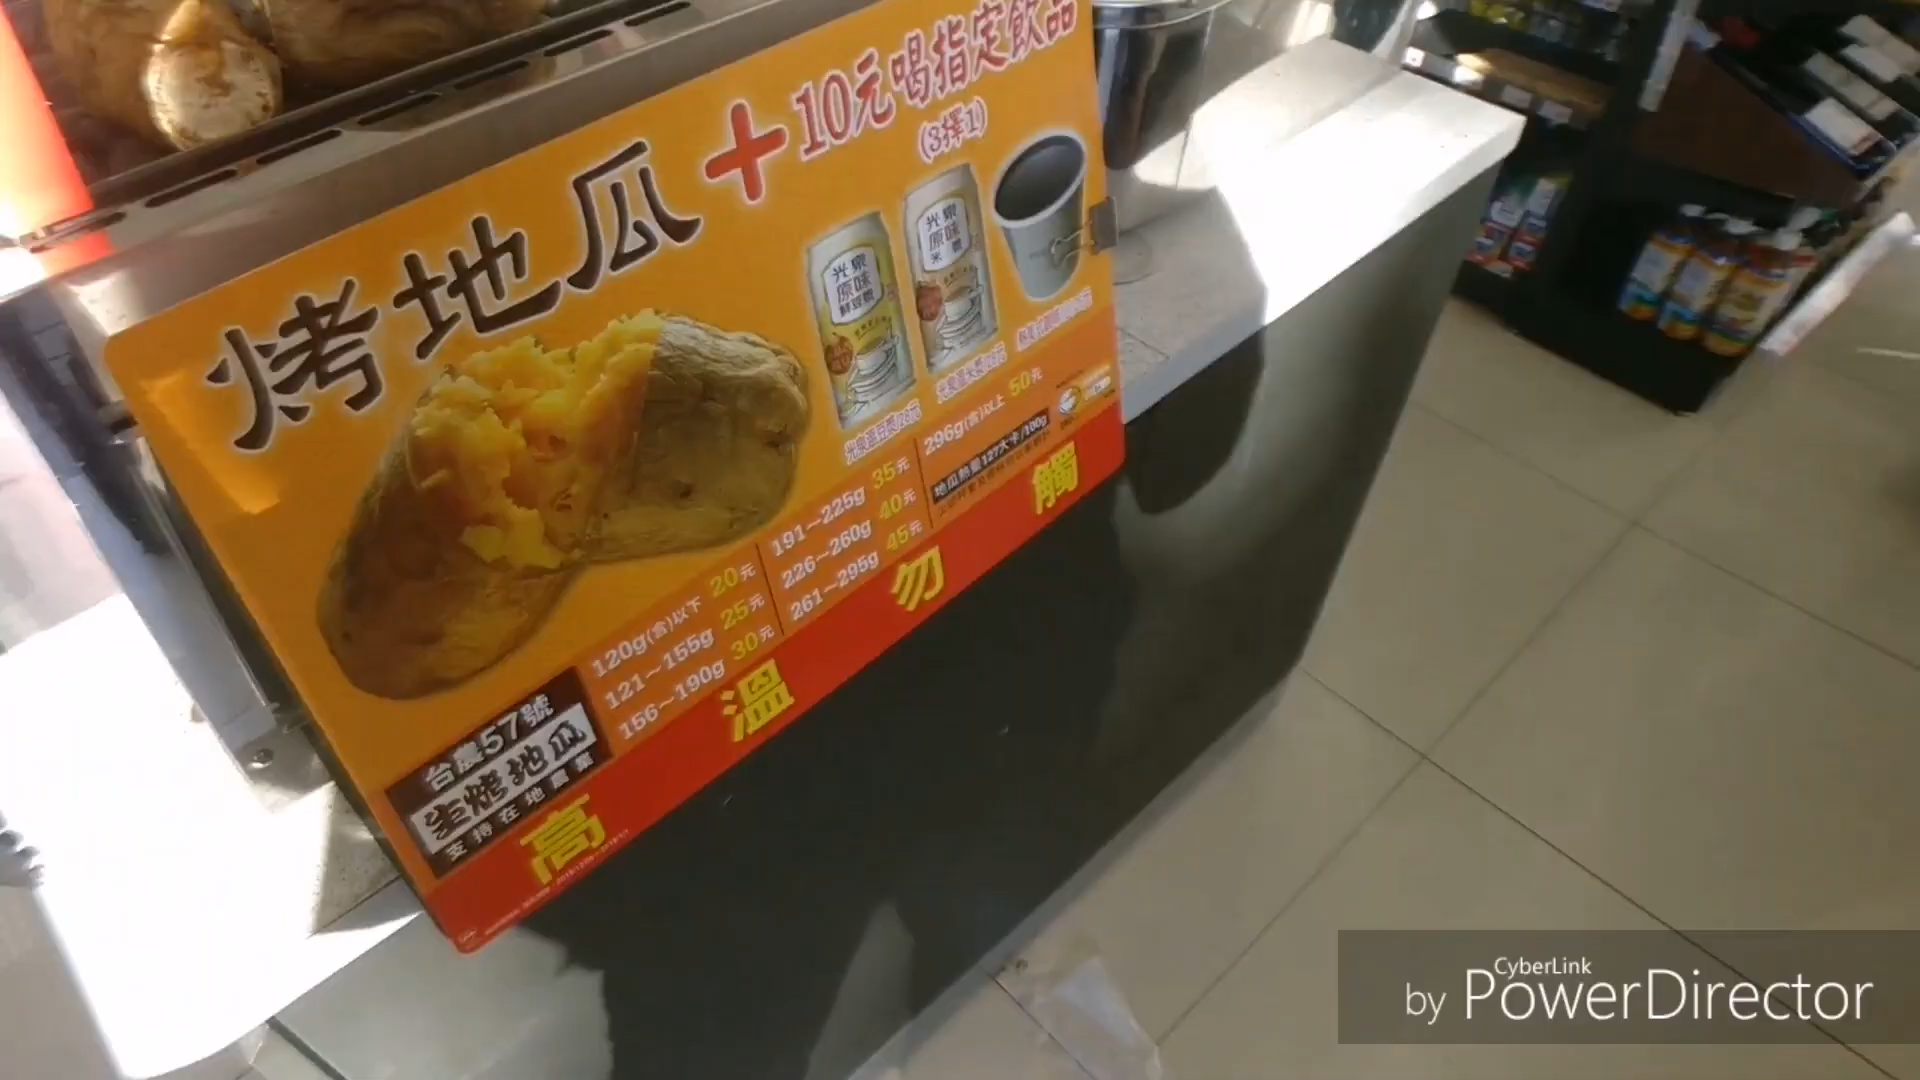 烤地瓜+10元喝指定飲品
(3擇1)
光泉
原味
鮮豆漿
光泉
原味
米漿
120g(含)以下 20元
121~155g 25元
156~190g 30元
191~225g 35元
226~260g 40元
261~295g 45元
296g(含)以上 50元
地瓜熱量127大卡/100g
台農57號
烤地瓜
支持在地農業
高溫勿觸
by CyberLink
PowerDirector